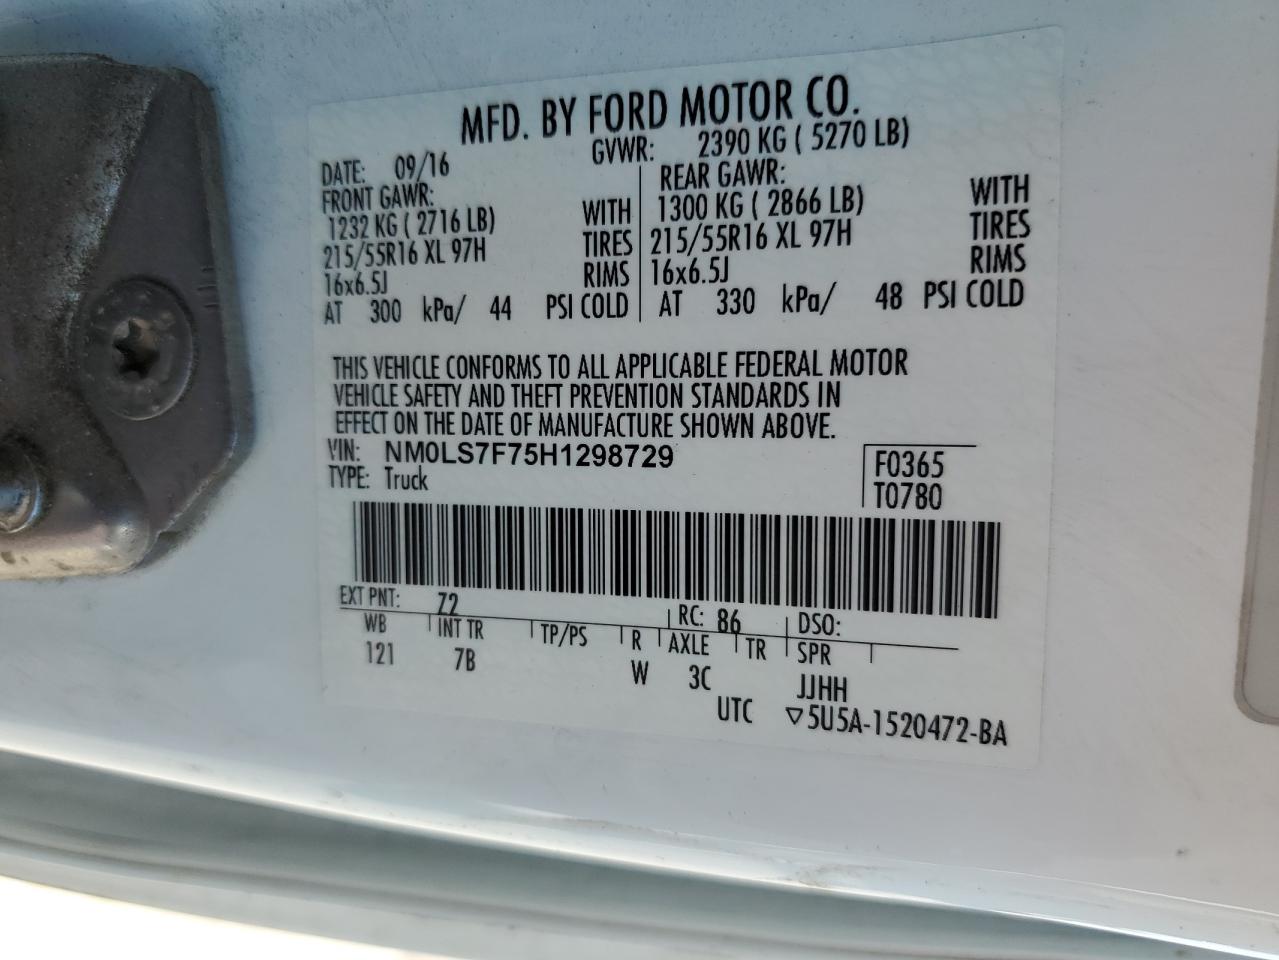 MFD. BY FORD MOTOR CO.
DATE: 09/16 GVWR: 2390 KG ( 5270 LB)
FRONT GAWR: REAR GAWR:
1232 KG ( 2716 LB) WITH 1300 KG ( 2866 LB) WITH
215/55R16 XL 97H TIRES 215/55R16 XL 97H TIRES
16x6.5J RIMS 16x6.5J RIMS
AT 300 kPa/ 44 PSI COLD AT 330 kPa/ 48 PSI COLD
THIS VEHICLE CONFORMS TO ALL APPLICABLE FEDERAL MOTOR
VEHICLE SAFETY AND THEFT PREVENTION STANDARDS IN
EFFECT ON THE DATE OF MANUFACTURE SHOWN ABOVE.
VIN: NM0LS7F75H1298729 F0365
TYPE: Truck T0780
EXT PNT: Z2 RC: 86 DSO:
WB INT TR TP/PS R AXLE TR SPR
121 7B W 3C JJHH
UTC ▽5U5A-1520472-BA